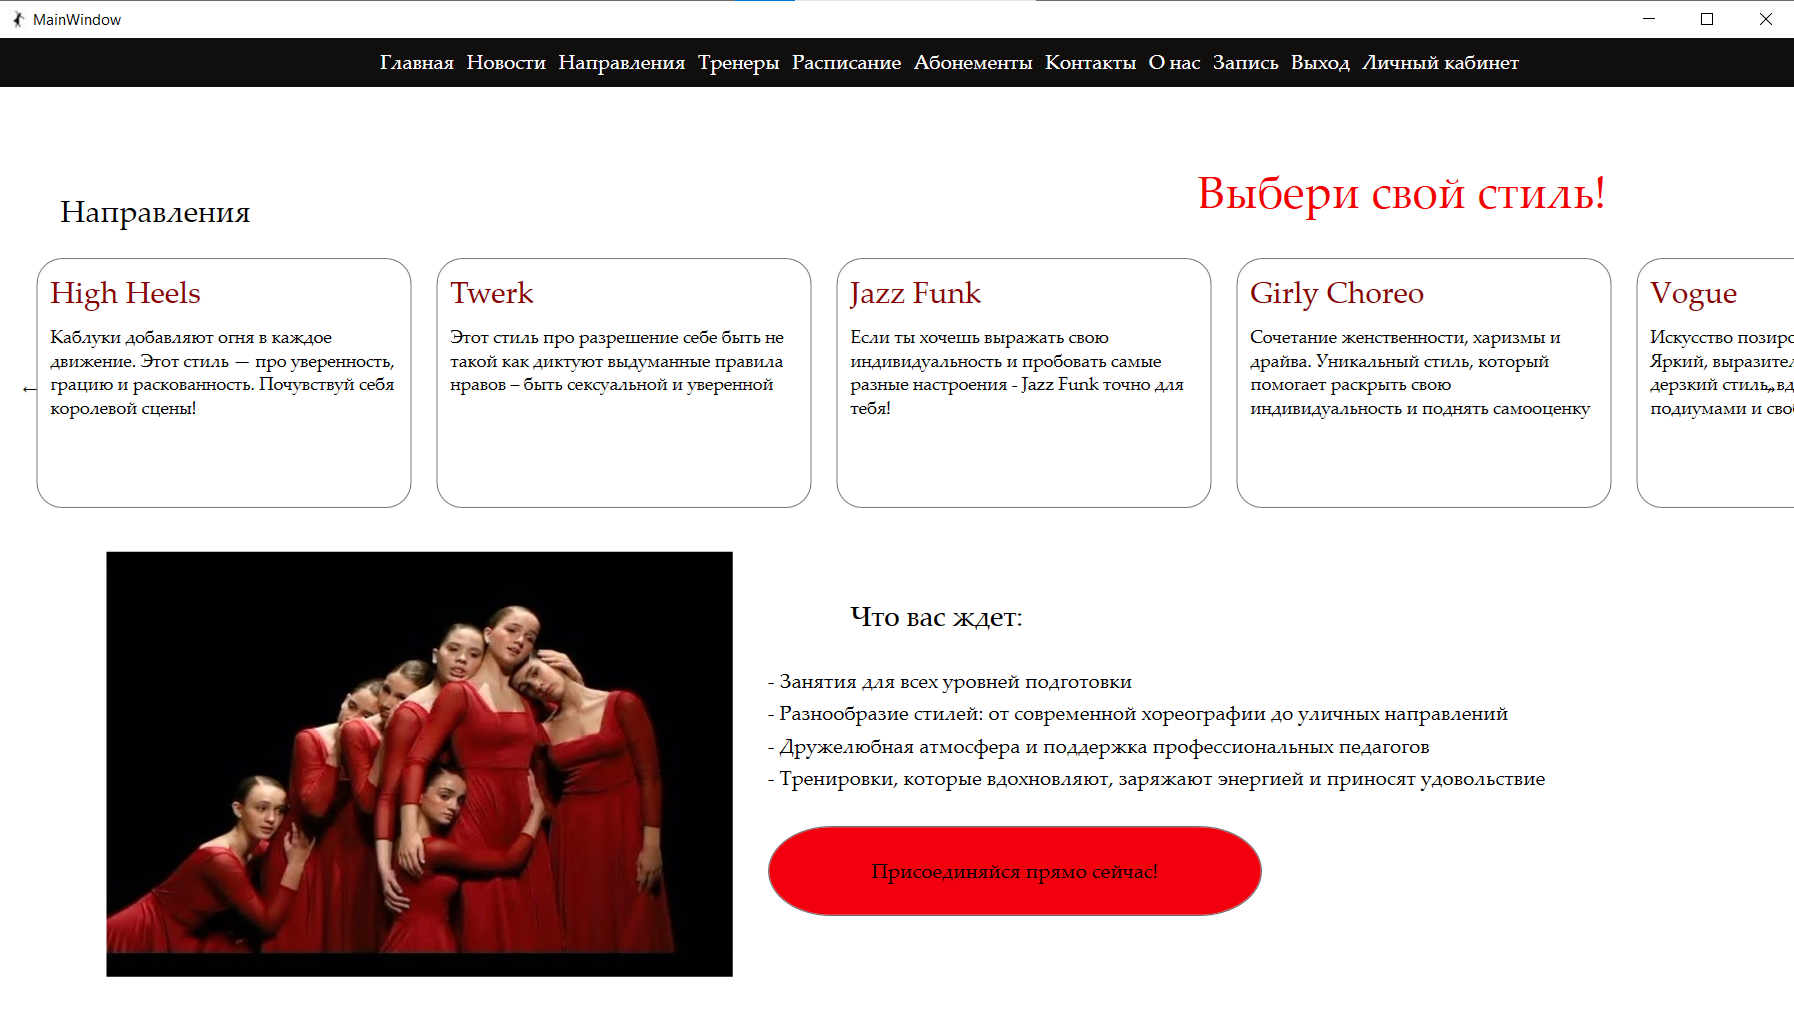 MainWindow
Главная Новости Направления Тренеры Расписание Абонементы Контакты О нас Запись Выход Личный кабинет
Выбери свой стиль!
Направления
High Heels
Каблуки добавляют огня в каждое
движение. Этот стиль — про уверенность,
грацию и раскованность. Почувствуй себя
королевой сцены!
Twerk
Этот стиль про разрешение себе быть не
такой как диктуют выдуманные правила
нравов – быть сексуальной и уверенной
Jazz Funk
Если ты хочешь выражать свою
индивидуальность и пробовать самые
разные настроения - Jazz Funk точно для
тебя!
Girly Choreo
Сочетание женственности, харизмы и
драйва. Уникальный стиль, который
помогает раскрыть свою
индивидуальность и поднять самооценку
Vogue
Искусство
Яркий,
дерзкий стиль,
подиумами и
←
Что вас ждет:
- Занятия для всех уровней подготовки
- Разнообразие стилей: от современной хореографии до уличных направлений
- Дружелюбная атмосфера и поддержка профессиональных педагогов
- Тренировки, которые вдохновляют, заряжают энергией и приносят удовольствие
Присоединяйся прямо сейчас!